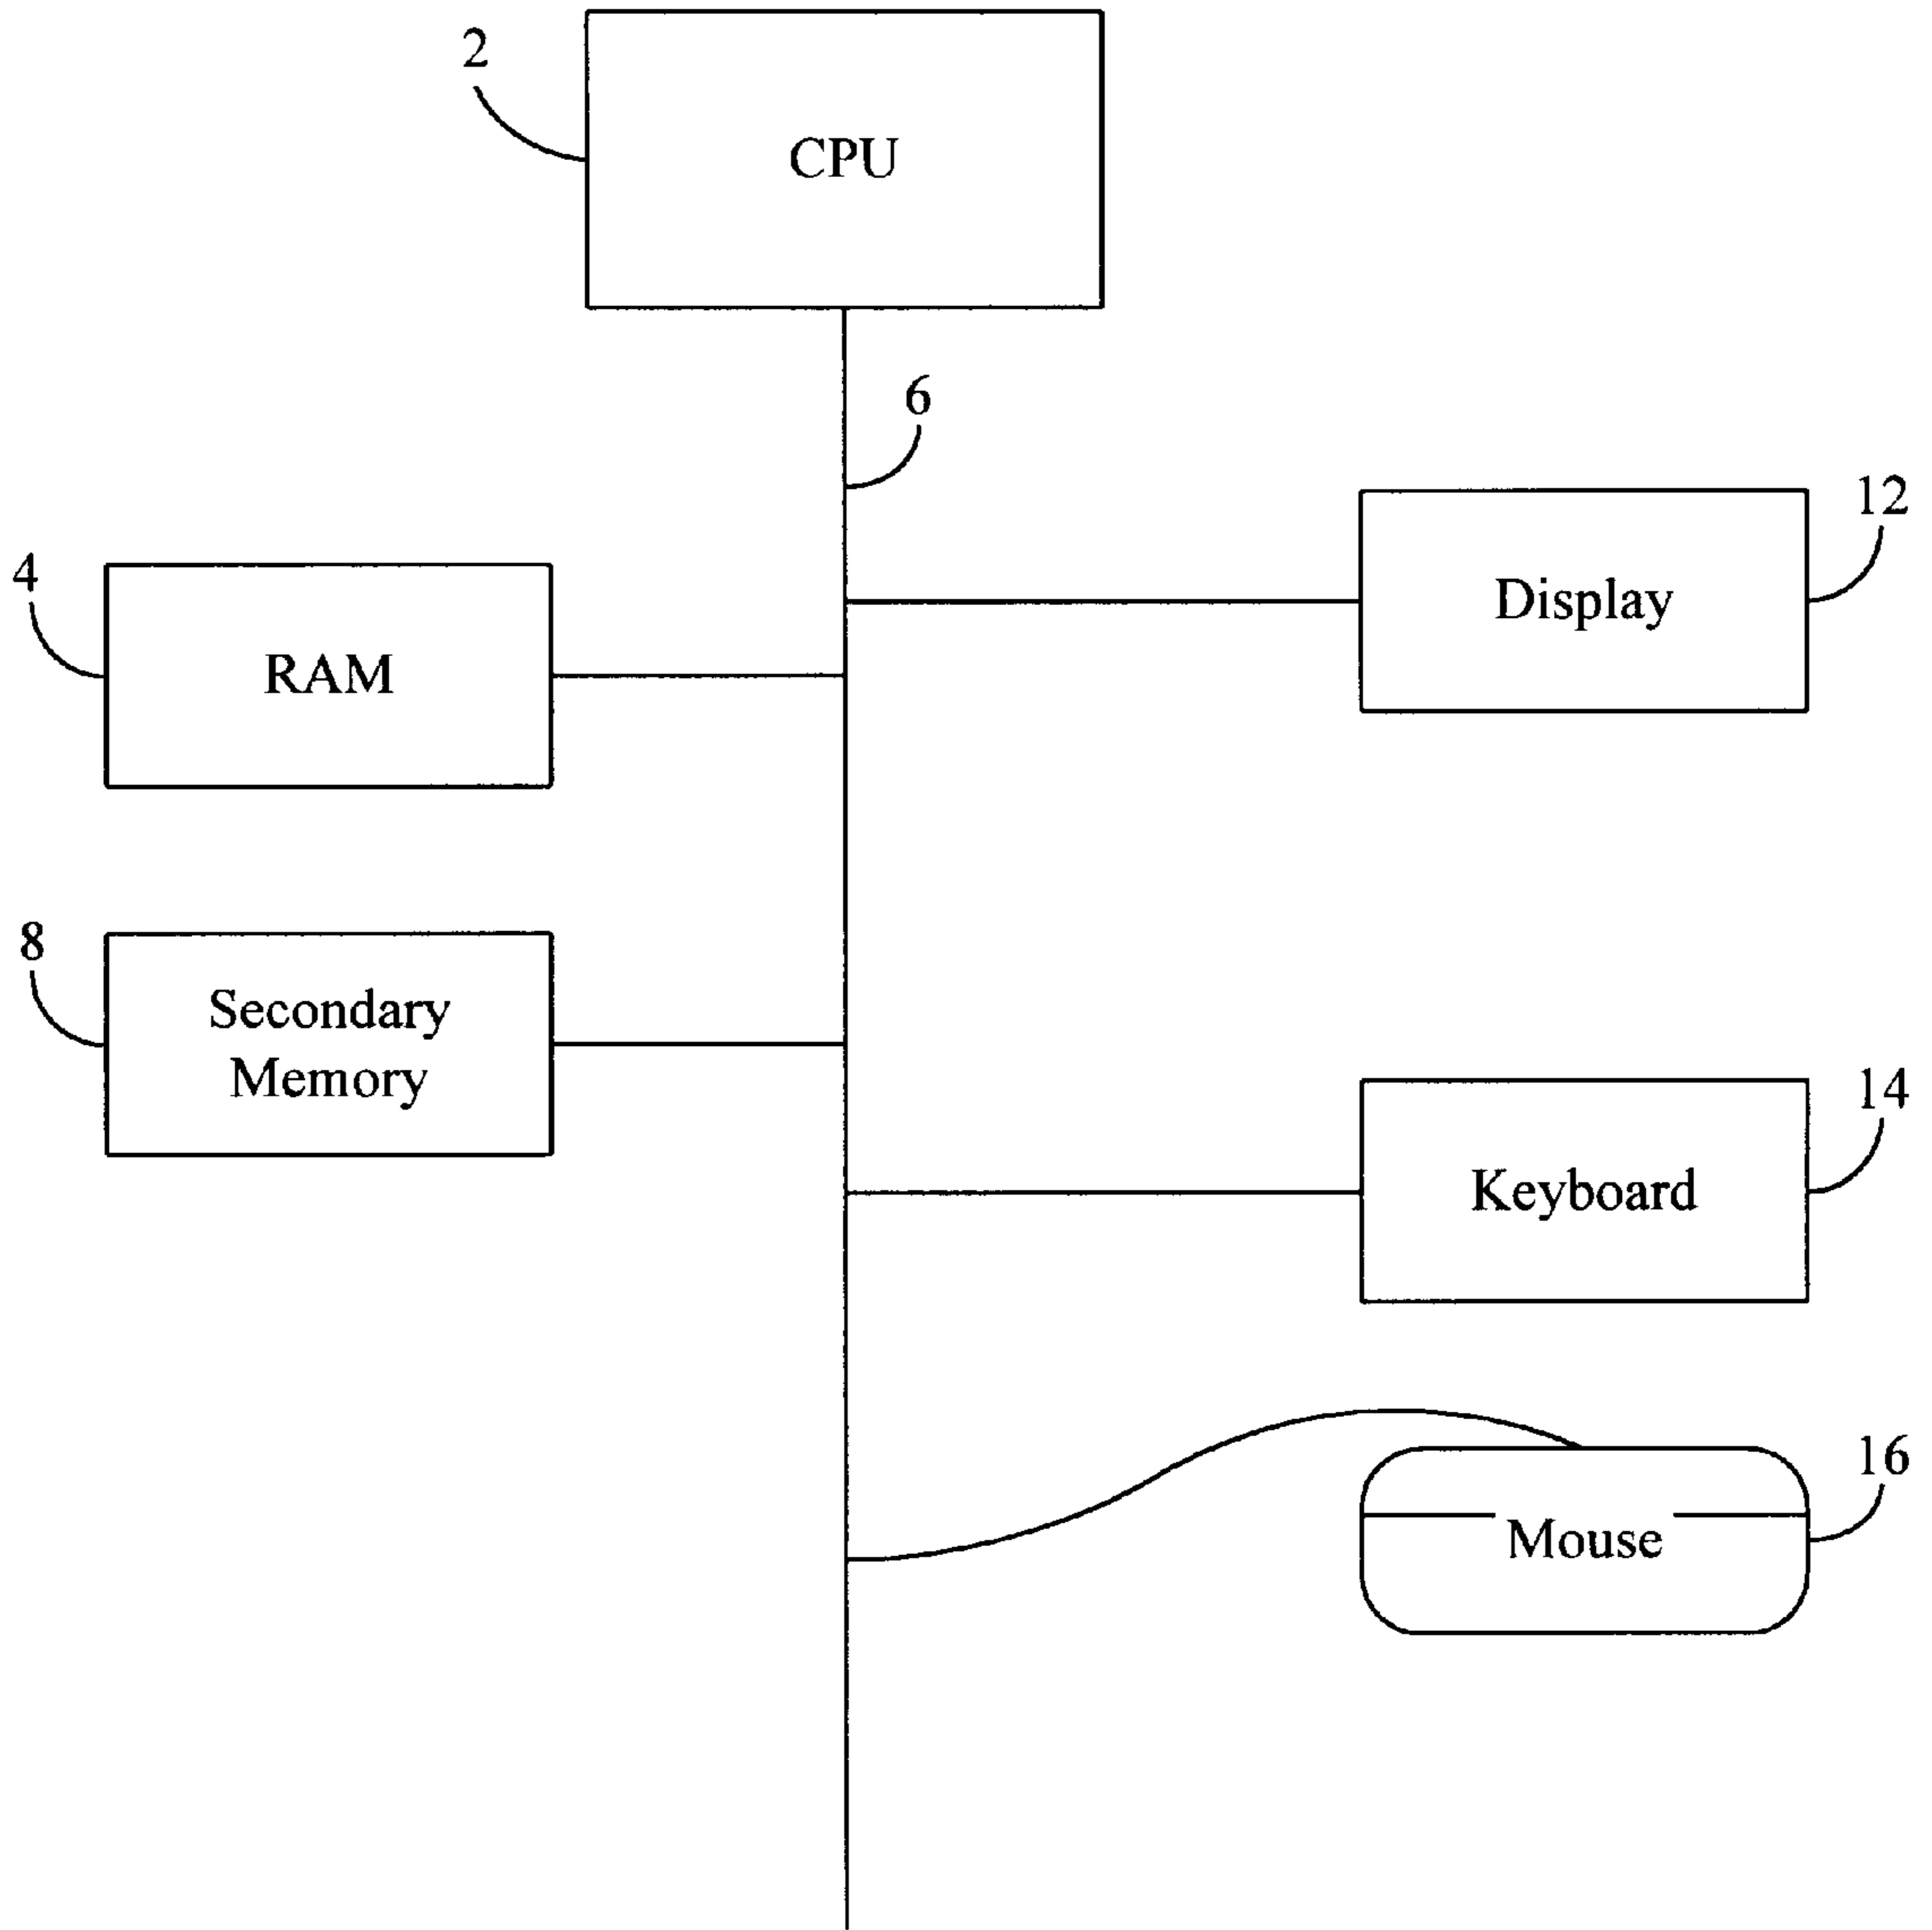 2
CPU
6
12
Display
4
RAM
8
Secondary
Memory
14
Keyboard
16
Mouse